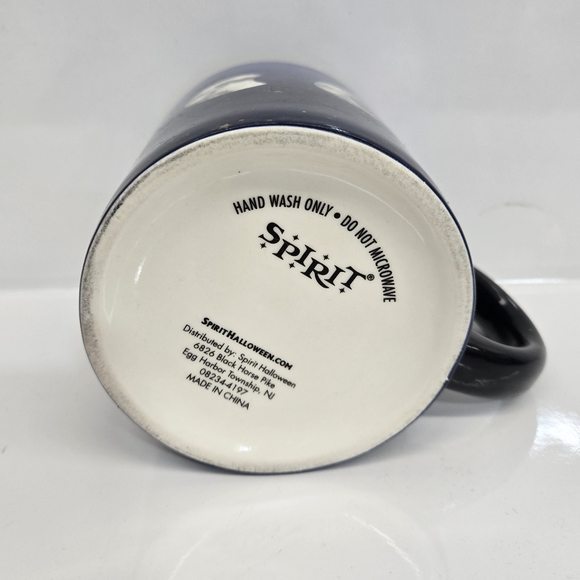 HAND WASH ONLY • DO NOT MICROWAVE
SPIRIT®
SPIRITHALLOWEEN.COM
Distributed by: Spirit Halloween
6826 Black Horse Pike
Egg Harbor Township, NJ
08234-4197
MADE IN CHINA